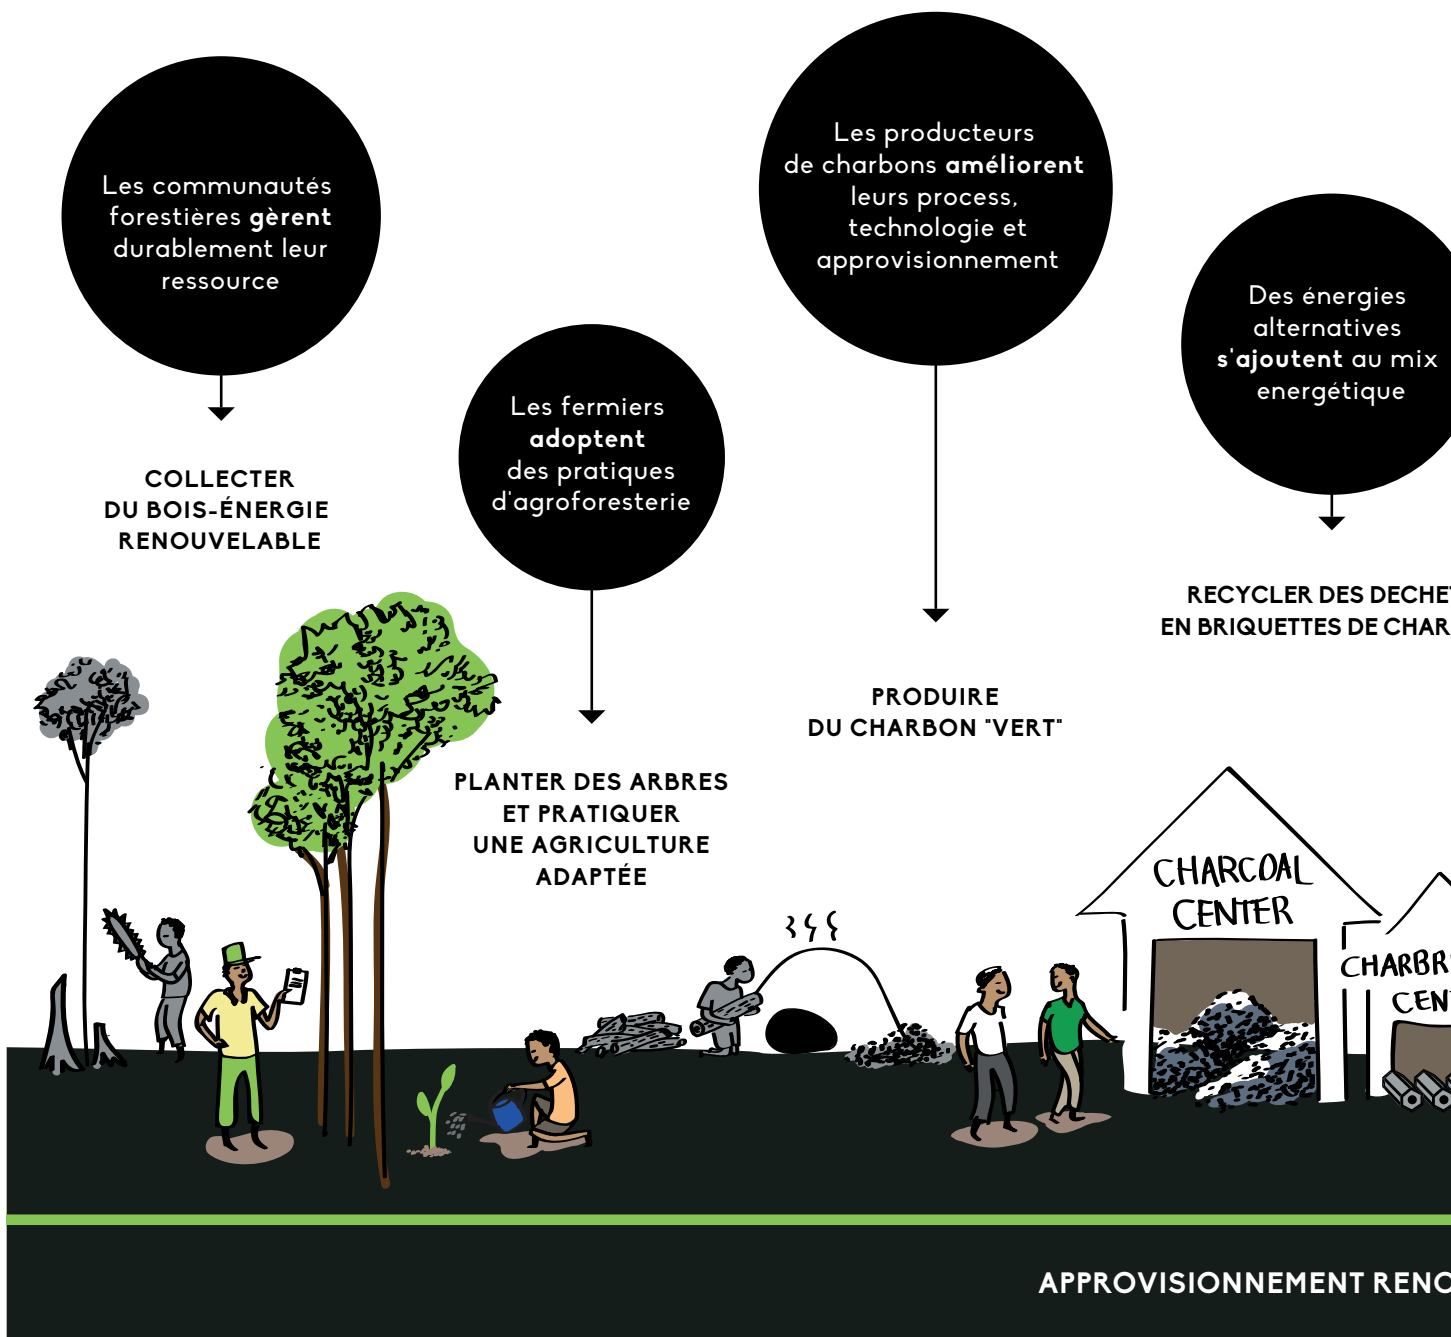 Les communautés
forestières gèrent
durablement leur
ressource
COLLECTER
DU BOIS-ÉNERGIE
RENOUVELABLE
Les fermiers
adoptent
des pratiques
d'agroforesterie
PLANTER DES ARBRES
ET PRATIQUER
UNE AGRICULTURE
ADAPTÉE
Les producteurs
de charbons améliorent
leurs process,
technologie et
approvisionnement
PRODUIRE
DU CHARBON "VERT"
Des énergies
alternatives
s'ajoutent au mix
energétique
RECYCLER DES DECHET
EN BRIQUETTES DE CHAR
CHARCOAL
CENTER
CHARBR
CEN
APPROVISIONNEMENT RENO